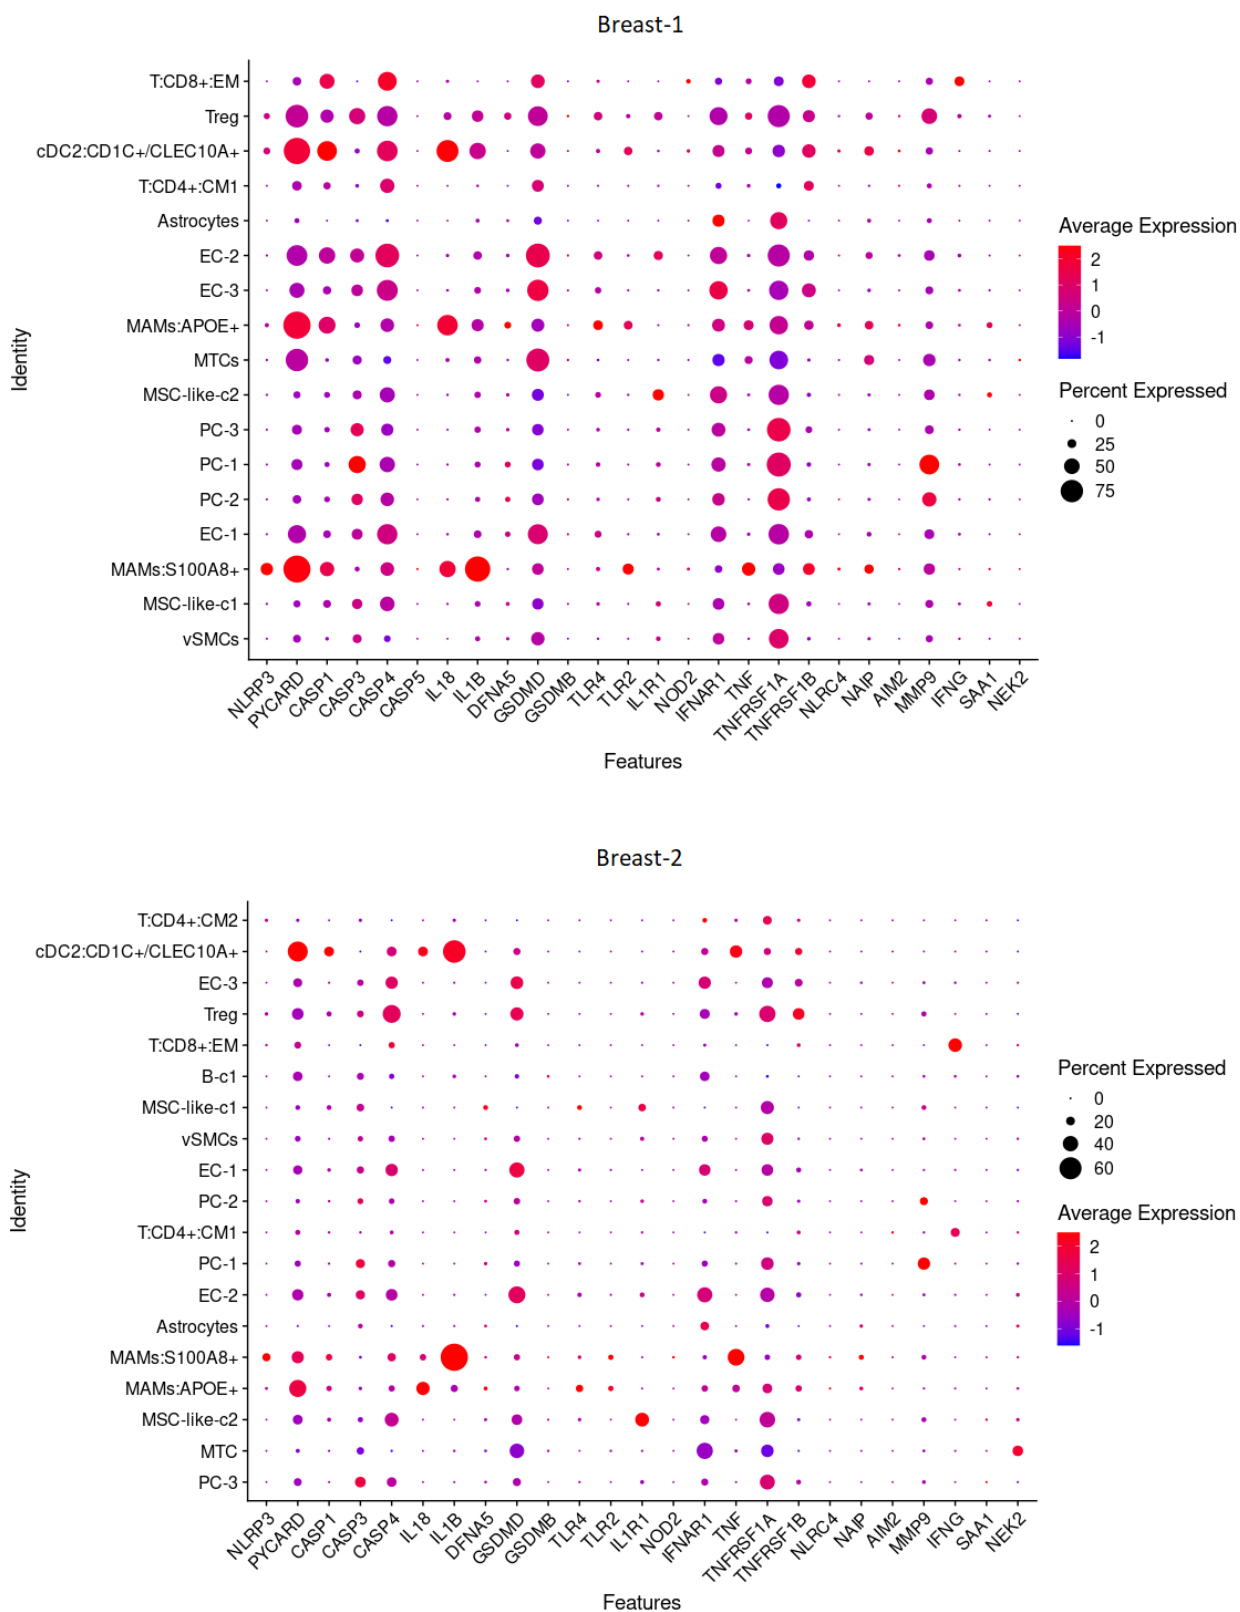 Breast-1
T:CD8+:EM
Treg
cDC2:CD1C+/CLEC10A+
T:CD4+:CM1
Astrocytes
EC-2
EC-3
MAMs:APOE+
MTCs
MSC-like-c2
PC-3
PC-1
PC-2
EC-1
MAMs:S100A8+
MSC-like-c1
vSMCs
Identity
NLRP3
PYCARD
CASP1
CASP3
CASP4
CASP5
IL18
IL1B
DFNA5
GSDMD
GSDMB
TLR4
TLR2
IL1R1
NOD2
IFNAR1
TNF
TNFRSF1A
TNFRSF1B
NLRC4
NAIP
AIM2
MMP9
IFNG
SAA1
NEK2
Features
Average Expression
2
1
0
-1
Percent Expressed
0
25
50
75
Breast-2
T:CD4+:CM2
cDC2:CD1C+/CLEC10A+
EC-3
Treg
T:CD8+:EM
B-c1
MSC-like-c1
vSMCs
EC-1
PC-2
T:CD4+:CM1
PC-1
EC-2
Astrocytes
MAMs:S100A8+
MAMs:APOE+
MSC-like-c2
MTC
PC-3
Identity
NLRP3
PYCARD
CASP1
CASP3
CASP4
IL18
IL1B
DFNA5
GSDMD
GSDMB
TLR4
TLR2
IL1R1
NOD2
IFNAR1
TNF
TNFRSF1A
TNFRSF1B
NLRC4
NAIP
AIM2
MMP9
IFNG
SAA1
NEK2
Features
Percent Expressed
0
20
40
60
Average Expression
2
1
0
-1